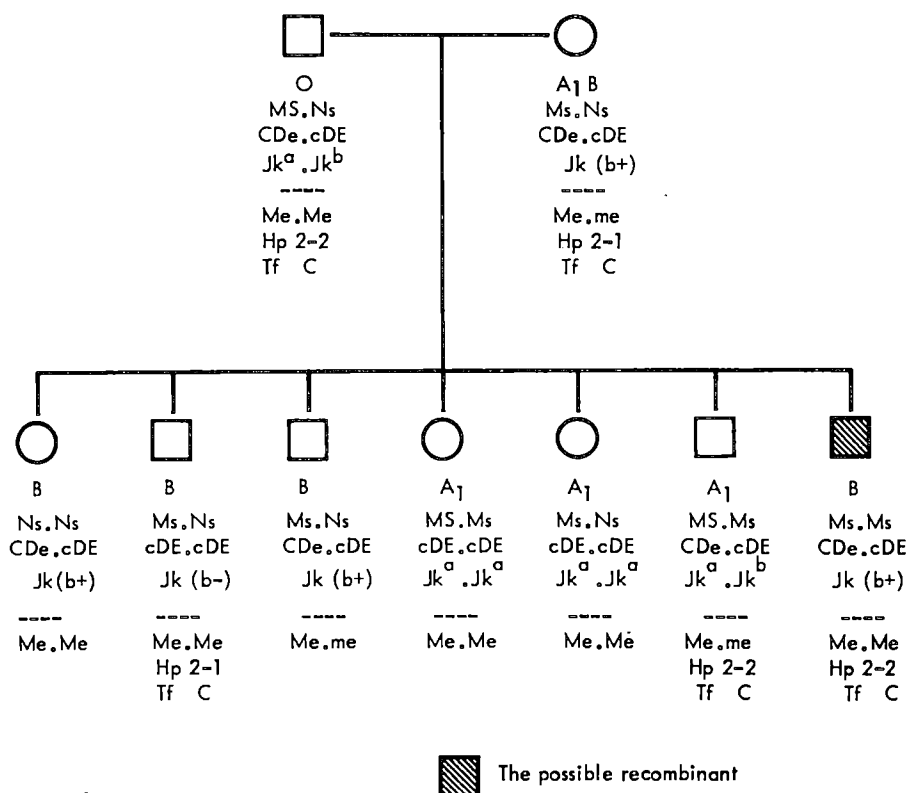 O
MS.Ns
CDe.cDE
Jkᵃ.Jkᵇ
----
Me.Me
Hp 2-2
Tf C
A₁B
Ms.Ns
CDe.cDE
Jk (b+)
----
Me.me
Hp 2-1
Tf C
B
Ns.Ns
CDe.cDE
Jk(b+)
----
Me.Me
B
Ms.Ns
cDE.cDE
Jk (b-)
----
Me.Me
Hp 2-1
Tf C
B
Ms.Ns
CDe.cDE
Jk (b+)
----
Me.me
A₁
MS.Ms
cDE.cDE
Jkᵃ.Jkᵃ
----
Me.Me
A₁
Ms.Ns
cDE.cDE
Jkᵃ.Jkᵃ
----
Me.Me
A₁
MS.Ms
CDe.cDE
Jkᵃ.Jkᵇ
----
Me.me
Hp 2-2
Tf C
B
Ms.Ms
CDe.cDE
Jk (b+)
----
Me.Me
Hp 2-2
Tf C
The possible recombinant